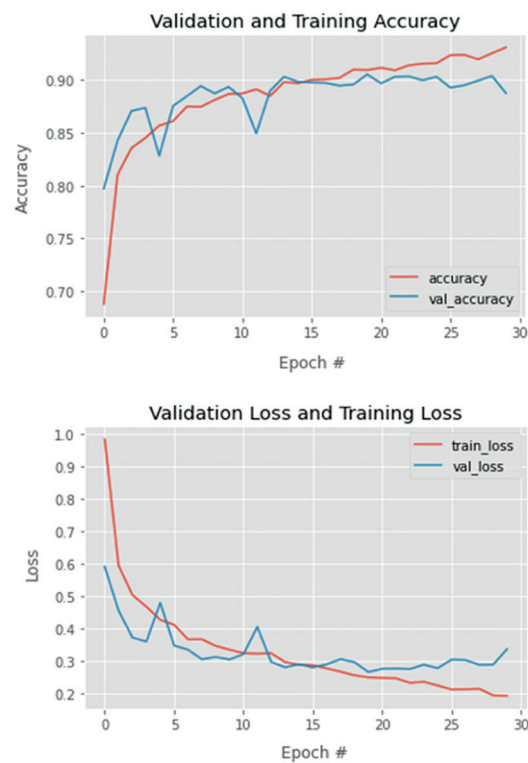 Validation and Training Accuracy
0.90
0.85
0.80
0.75
0.70
Accuracy
accuracy
val_accuracy
0 5 10 15 20 25 30
Epoch #
Validation Loss and Training Loss
1.0
0.9
0.8
0.7
0.6
0.5
0.4
0.3
0.2
Loss
train_loss
val_loss
0 5 10 15 20 25 30
Epoch #